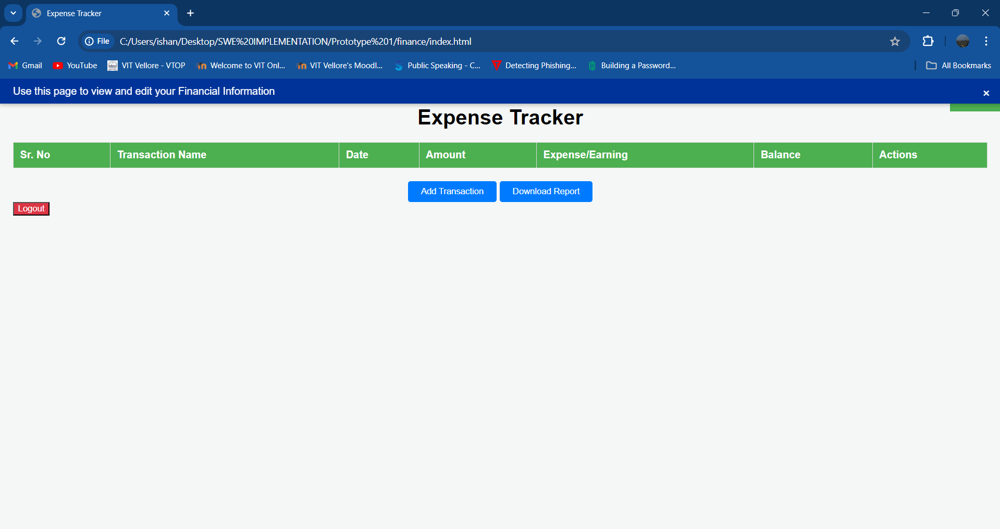 Expense Tracker
File C:/Users/ishan/Desktop/SWE%20IMPLEMENTATION/Prototype%201/finance/index.html
Gmail YouTube VIT Vellore - VTOP Welcome to VIT Onl... VIT Vellore's Moodl... Public Speaking - C... Detecting Phishing... Building a Password... All Bookmarks
Use this page to view and edit your Financial Information ×
Expense Tracker
Sr. No Transaction Name Date Amount Expense/Earning Balance Actions
Add Transaction Download Report
Logout